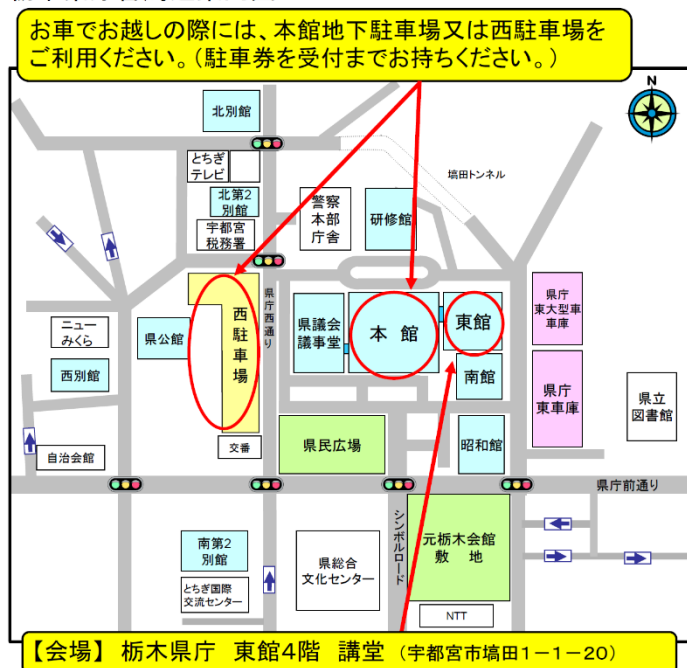 お車でお越しの際には、本館地下駐車場又は西駐車場を
ご利用ください。(駐車券を受付までお持ちください。)
N
北別館
とちぎ
テレビ
北第2
別館
宇都宮
税務署
警察
本部
庁舎
研修館
塙田トンネル
西駐車場
県庁西通り
県公館
県議会
議事堂
本館
東館
南館
県庁
東大型車
車庫
県庁
東車庫
県立
図書館
ニュー
みくら
西別館
自治会館
交番
県民広場
昭和館
県庁前通り
シンボルロード
南第2
別館
とちぎ国際
交流センター
県総合
文化センター
元栃木会館
敷地
NTT
【会場】 栃木県庁 東館4階 講堂 (宇都宮市塙田1-1-20)